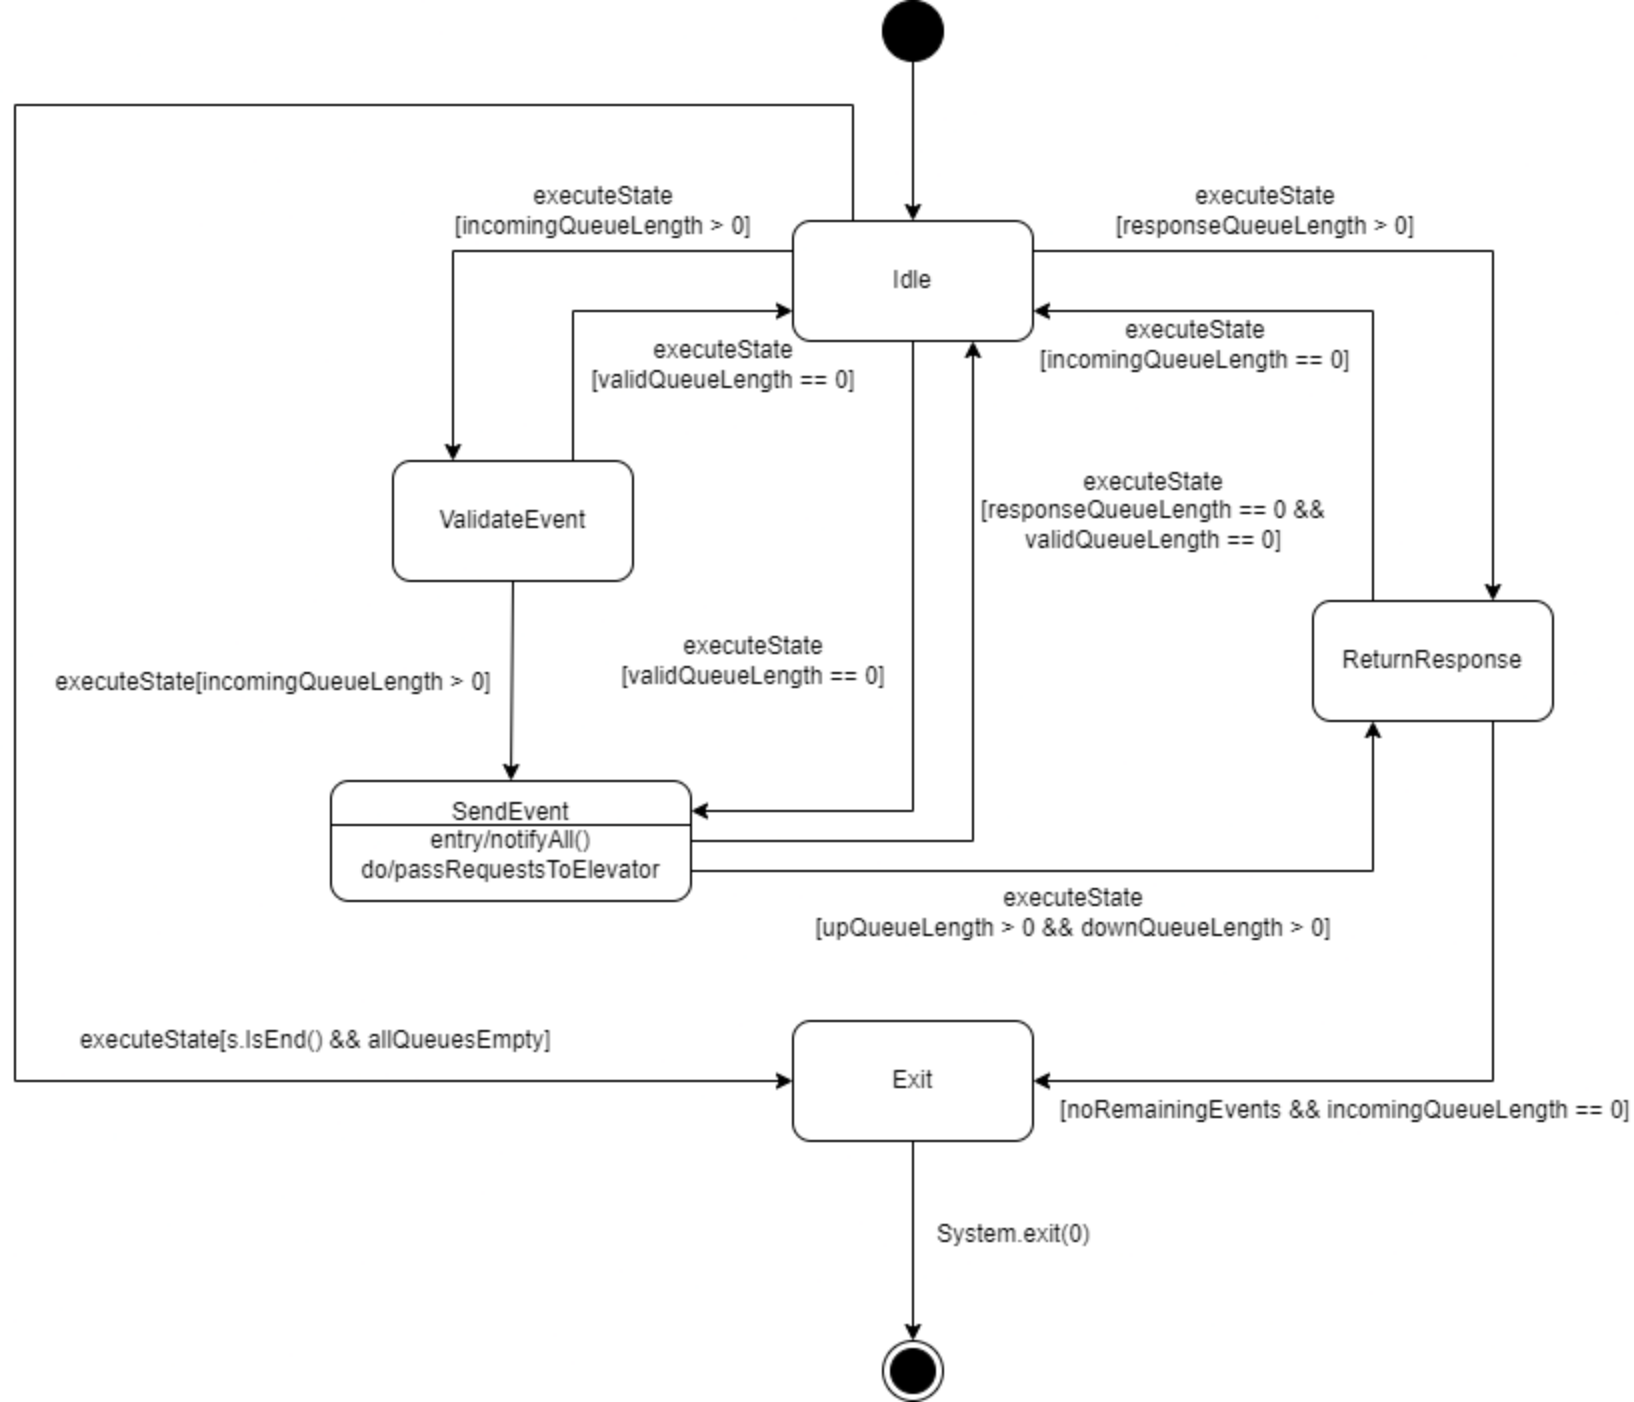 executeState
[incomingQueueLength > 0]
executeState
[responseQueueLength > 0]
Idle
executeState
[validQueueLength == 0]
executeState
[incomingQueueLength == 0]
ValidateEvent
executeState
[responseQueueLength == 0 &&
validQueueLength == 0]
executeState
[validQueueLength == 0]
ReturnResponse
executeState[incomingQueueLength > 0]
SendEvent
entry/notifyAll()
do/passRequestsToElevator
executeState
[upQueueLength > 0 && downQueueLength > 0]
executeState[s.IsEnd() && allQueuesEmpty]
Exit
[noRemainingEvents && incomingQueueLength == 0]
System.exit(0)